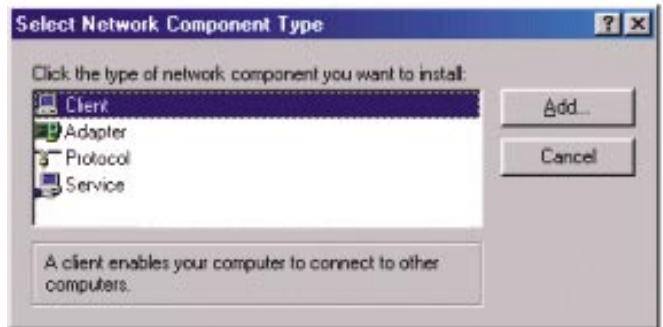 Select Network Component Type
? ×
Click the type of network component you want to install:
Client
Adapter
Protocol
Service
Add...
Cancel
A client enables your computer to connect to other
computers.